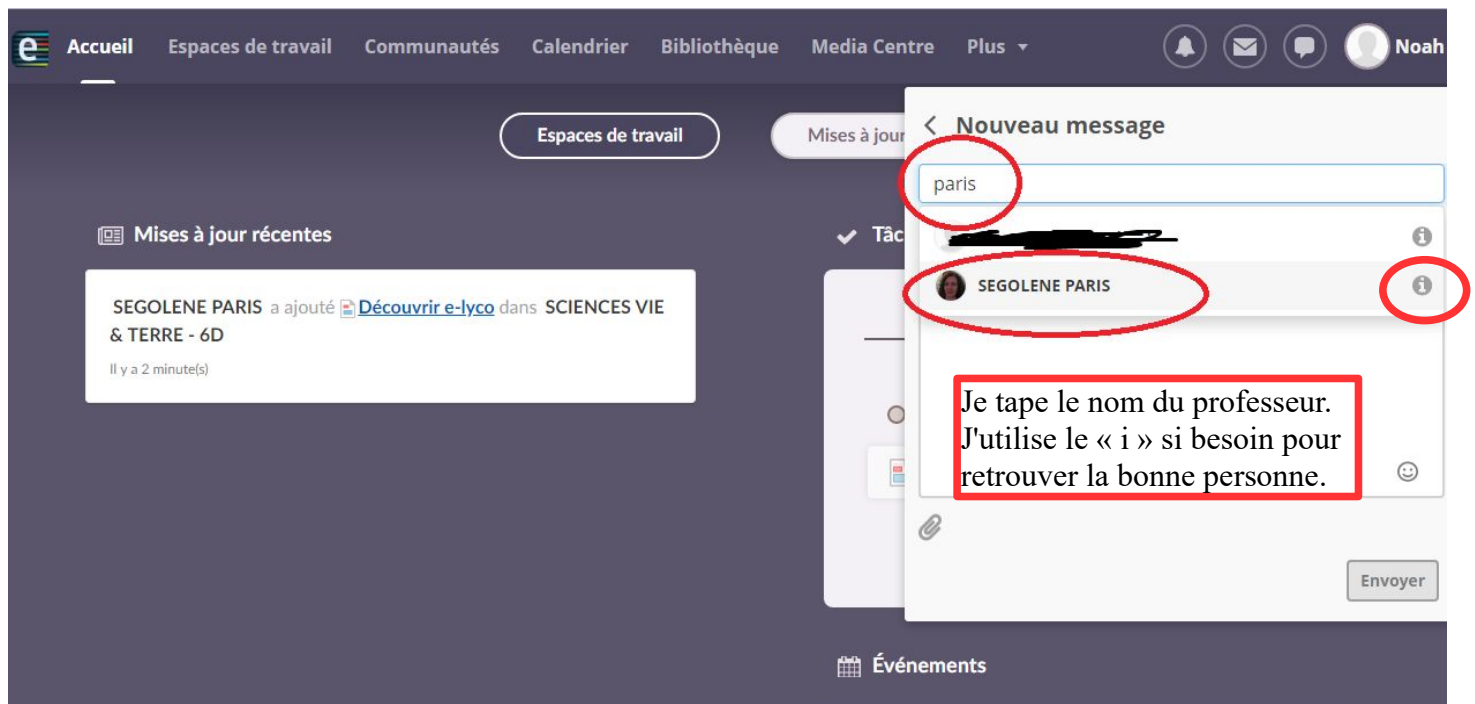 e Accueil Espaces de travail Communautés Calendrier Bibliothèque Media Centre Plus Noah
Espaces de travail
Mises à jour
Nouveau message
paris
SEGOLENE PARIS
Mises à jour récentes
SEGOLENE PARIS a ajouté Découvrir e-lyco dans SCIENCES VIE
& TERRE - 6D
Il y a 2 minute(s)
Tâc
Je tape le nom du professeur.
J'utilise le « i » si besoin pour
retrouver la bonne personne.
Envoyer
Événements